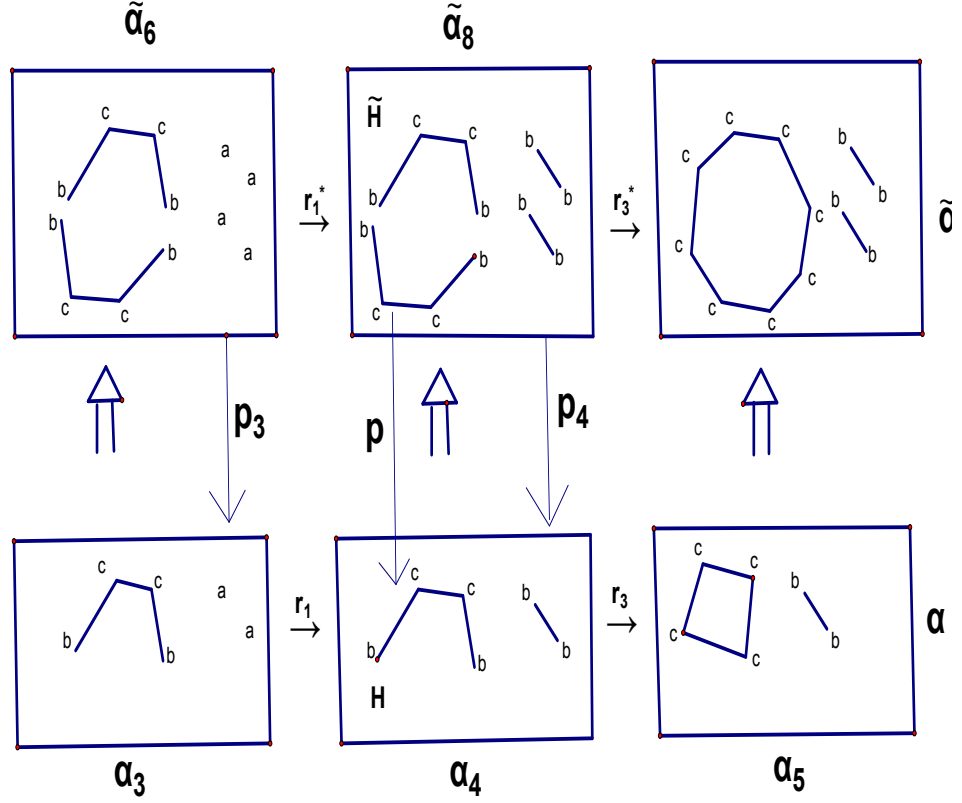 α̃₆ α̃₈
c c a b b b a b a a c c b b c c
H̃
c c b b b b b b b b b c c
r₁* →
r₃* →
c c c c c c c c b b b b
α̃
p₃ p p₄
c c b b a a
r₁ →
c c b b b b
H
r₃ →
c c c c b b
α
α₃ α₄ α₅